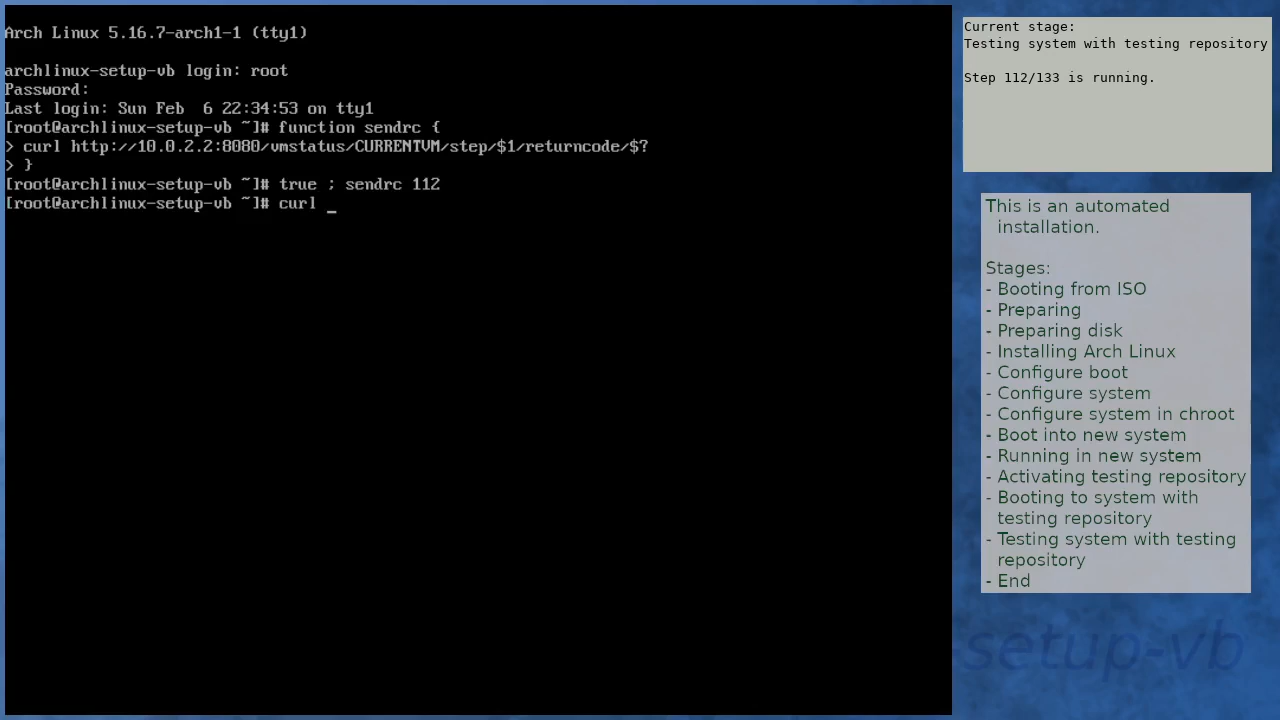 Arch Linux 5.16.7-arch1-1 (tty1)
archlinux-setup-vb login: root
Password:
Last login: Sun Feb  6 22:34:53 on tty1
[root@archlinux-setup-vb ~]# function sendrc {
> curl http://10.0.2.2:8080/vmstatus/CURRENTVM/step/$1/returncode/$?
> }
[root@archlinux-setup-vb ~]# true ; sendrc 112
[root@archlinux-setup-vb ~]# curl _
Current stage:
Testing system with testing repository
Step 112/133 is running.
This is an automated
installation.
Stages:
- Booting from ISO
- Preparing
- Preparing disk
- Installing Arch Linux
- Configure boot
- Configure system
- Configure system in chroot
- Boot into new system
- Running in new system
- Activating testing repository
- Booting to system with
testing repository
- Testing system with testing
repository
- End
-setup-vb